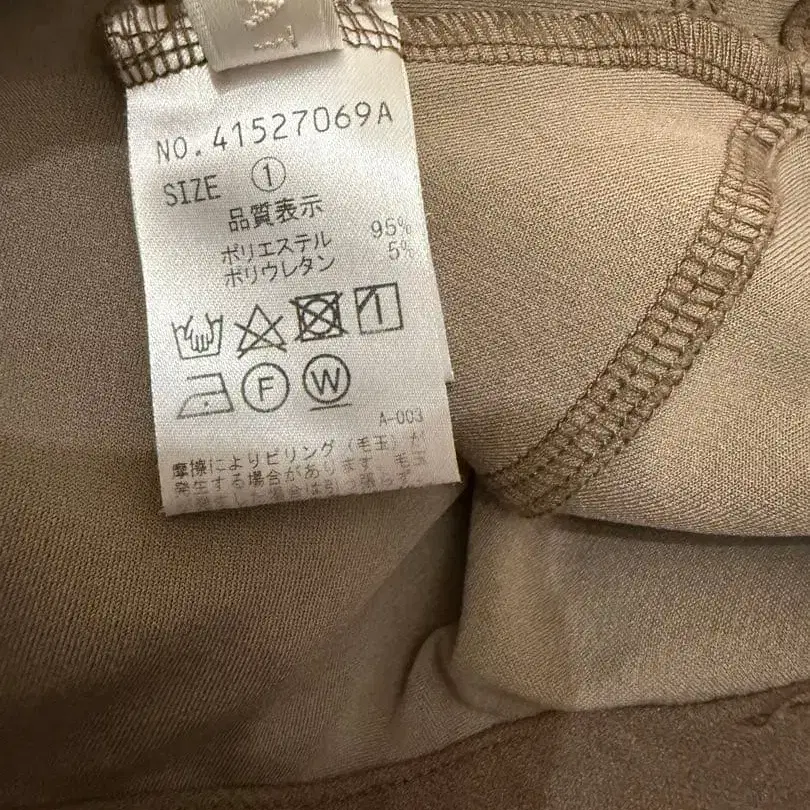 NO.41527069A
SIZE ①
品質表示
ポリエステル 95%
ポリウレタン 5%
F W
A-003
摩擦によりピリング(毛玉)が
発生する場合があります。毛玉